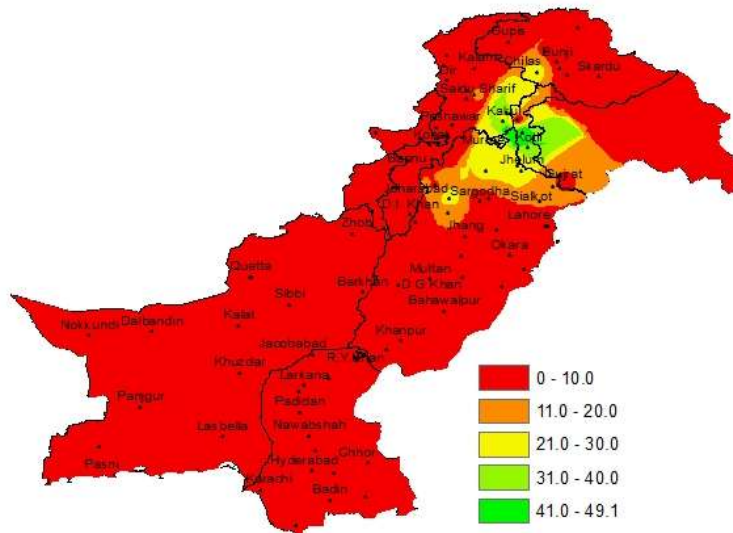 Gupa
Bunji
Kalam
Chilas
Skardu
Dir
Saidu Sharif
Kaku
Peshawar
Murree
Kotli
Bannu
Jhelum
Joharabad
Sargodha
Sialkot
D.I. Khan
Lahore
Jhang
Zhob
Okara
Quetta
Multan
Barkhan
D.G.Khan
Sibbi
Bahawalpur
Nokkundi
Dalbandin
Kalat
Khanpur
Jacobabad
R.Y.Khan
Khuzdar
Larkana
0 - 10.0
Panjgur
Padidan
11.0 - 20.0
Lasbella
Nawabshah
21.0 - 30.0
Pasni
Hyderabad
Chhor
31.0 - 40.0
Karachi
Badin
41.0 - 49.1